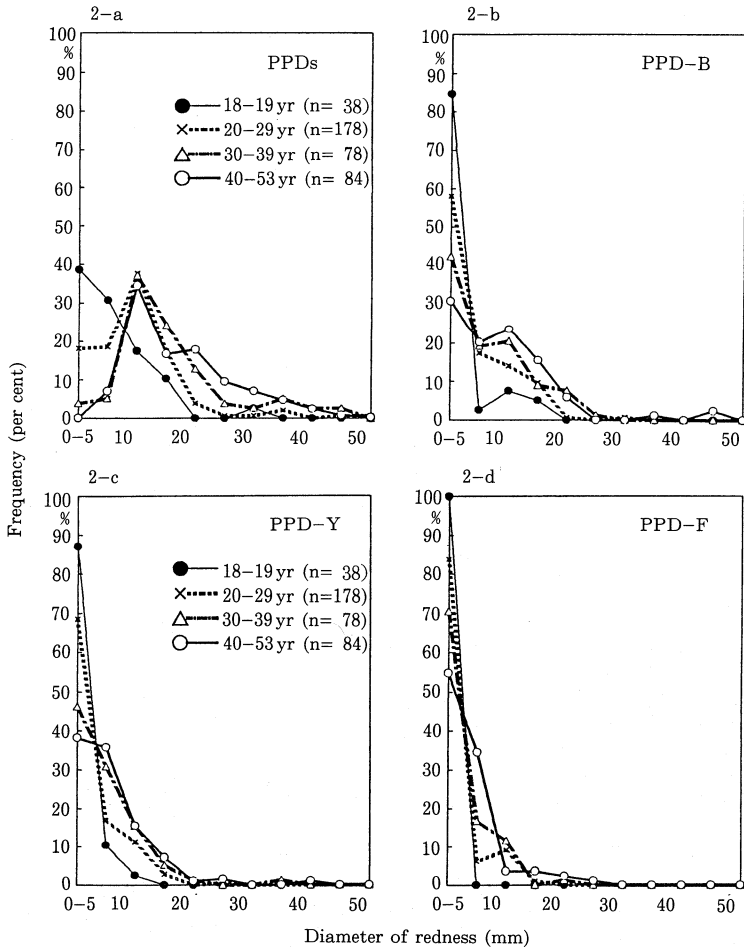 2-a
100
%
90
80
70
60
50
40
30
20
10
0
0-5 10 20 30 40 50
PPDs
18-19 yr (n= 38)
20-29 yr (n=178)
30-39 yr (n= 78)
40-53 yr (n= 84)
2-b
100
%
90
80
70
60
50
40
30
20
10
0
0-5 10 20 30 40 50
PPD-B
2-c
100
%
90
80
70
60
50
40
30
20
10
0
0-5 10 20 30 40 50
PPD-Y
18-19 yr (n= 38)
20-29 yr (n=178)
30-39 yr (n= 78)
40-53 yr (n= 84)
2-d
100
%
90
80
70
60
50
40
30
20
10
0
0-5 10 20 30 40 50
PPD-F
Frequency (per cent)
Diameter of redness (mm)